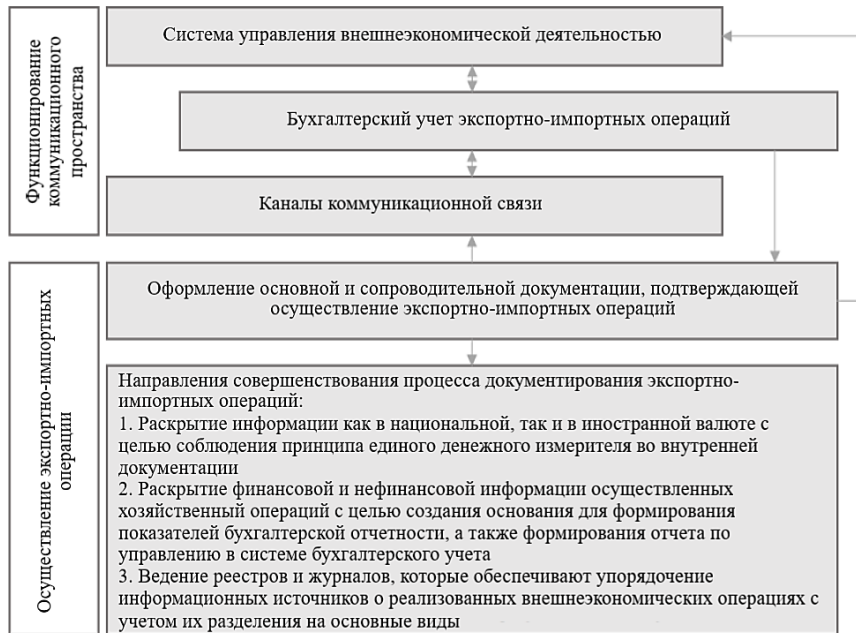 Функционирование
коммуникационного
пространства
Система управления внешнеэкономической деятельностью
Бухгалтерский учет экспортно-импортных операций
Каналы коммуникационной связи
Осуществление экспортно-импортных
операции
Оформление основной и сопроводительной документации, подтверждающей
осуществление экспортно-импортных операций
Направления совершенствования процесса документирования экспортно-
импортных операций:
1. Раскрытие информации как в национальной, так и в иностранной валюте с
целью соблюдения принципа единого денежного измерителя во внутренней
документации
2. Раскрытие финансовой и нефинансовой информации осуществленных
хозяйственный операций с целью создания основания для формирования
показателей бухгалтерской отчетности, а также формирования отчета по
управлению в системе бухгалтерского учета
3. Ведение реестров и журналов, которые обеспечивают упорядочение
информационных источников о реализованных внешнеэкономических операциях с
учетом их разделения на основные виды